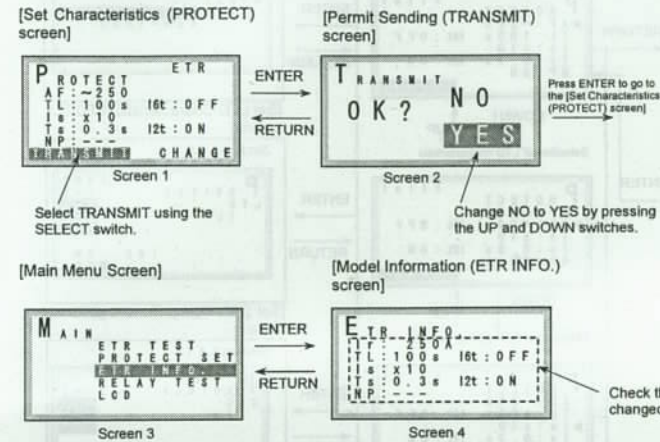 [Set Characteristics (PROTECT)
screen]
PROTECT ETR
AF:~250
TL:100s I6t:OFF
Is:x10
Ts:0.3s I2t:ON
NP:---
TRANSMIT CHANGE
Screen 1
Select TRANSMIT using the
SELECT switch.
ENTER
RETURN
[Permit Sending (TRANSMIT)
screen]
TRANSMIT
OK? NO
YES
Screen 2
Change NO to YES by pressing
the UP and DOWN switches.
Press ENTER to go to
the [Set Characteristics
(PROTECT) screen]
[Main Menu Screen]
MAIN
ETR TEST
PROTECT SET
ETR INFO.
RELAY TEST
LCD
Screen 3
ENTER
RETURN
[Model Information (ETR INFO.)
screen]
ETR INFO.
Ir: 250A
TL:100s I6t:OFF
Is:x10
Ts:0.3s I2t:ON
NP:---
Screen 4
Check
changed